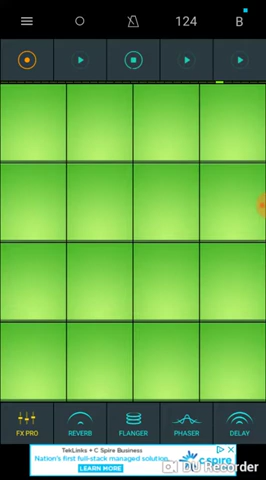 124
B
FX PRO
REVERB
FLANGER
PHASER
DELAY
TekLinks + C Spire Business
Nation's first full-stack managed solution.
LEARN MORE
C SPIRE
DU Recorder